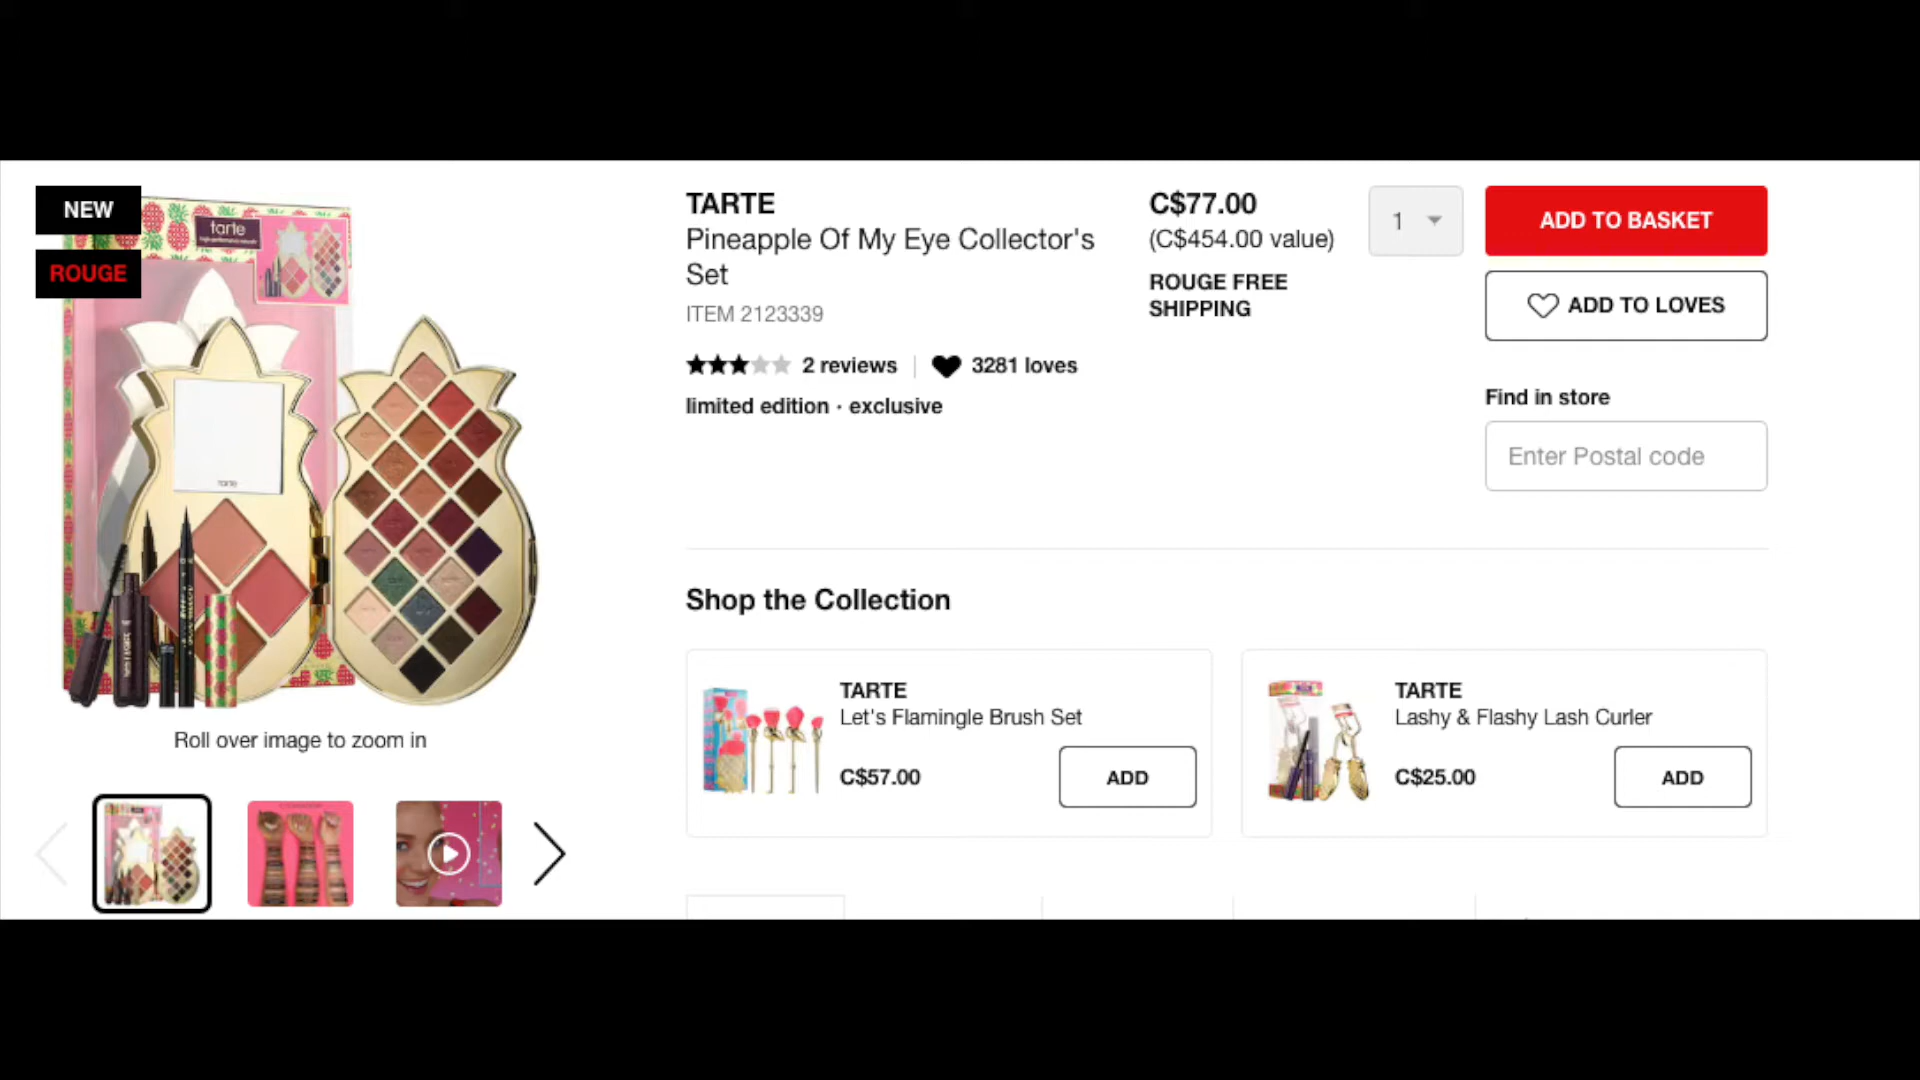 NEW
ROUGE
tarte
tarte
Roll over image to zoom in
TARTE
Pineapple Of My Eye Collector's
Set
ITEM 2123339
2 reviews
3281 loves
limited edition · exclusive
C$77.00
(C$454.00 value)
ROUGE FREE
SHIPPING
1
ADD TO BASKET
ADD TO LOVES
Find in store
Enter Postal code
Shop the Collection
TARTE
Let's Flamingle Brush Set
C$57.00
ADD
TARTE
Lashy & Flashy Lash Curler
C$25.00
ADD